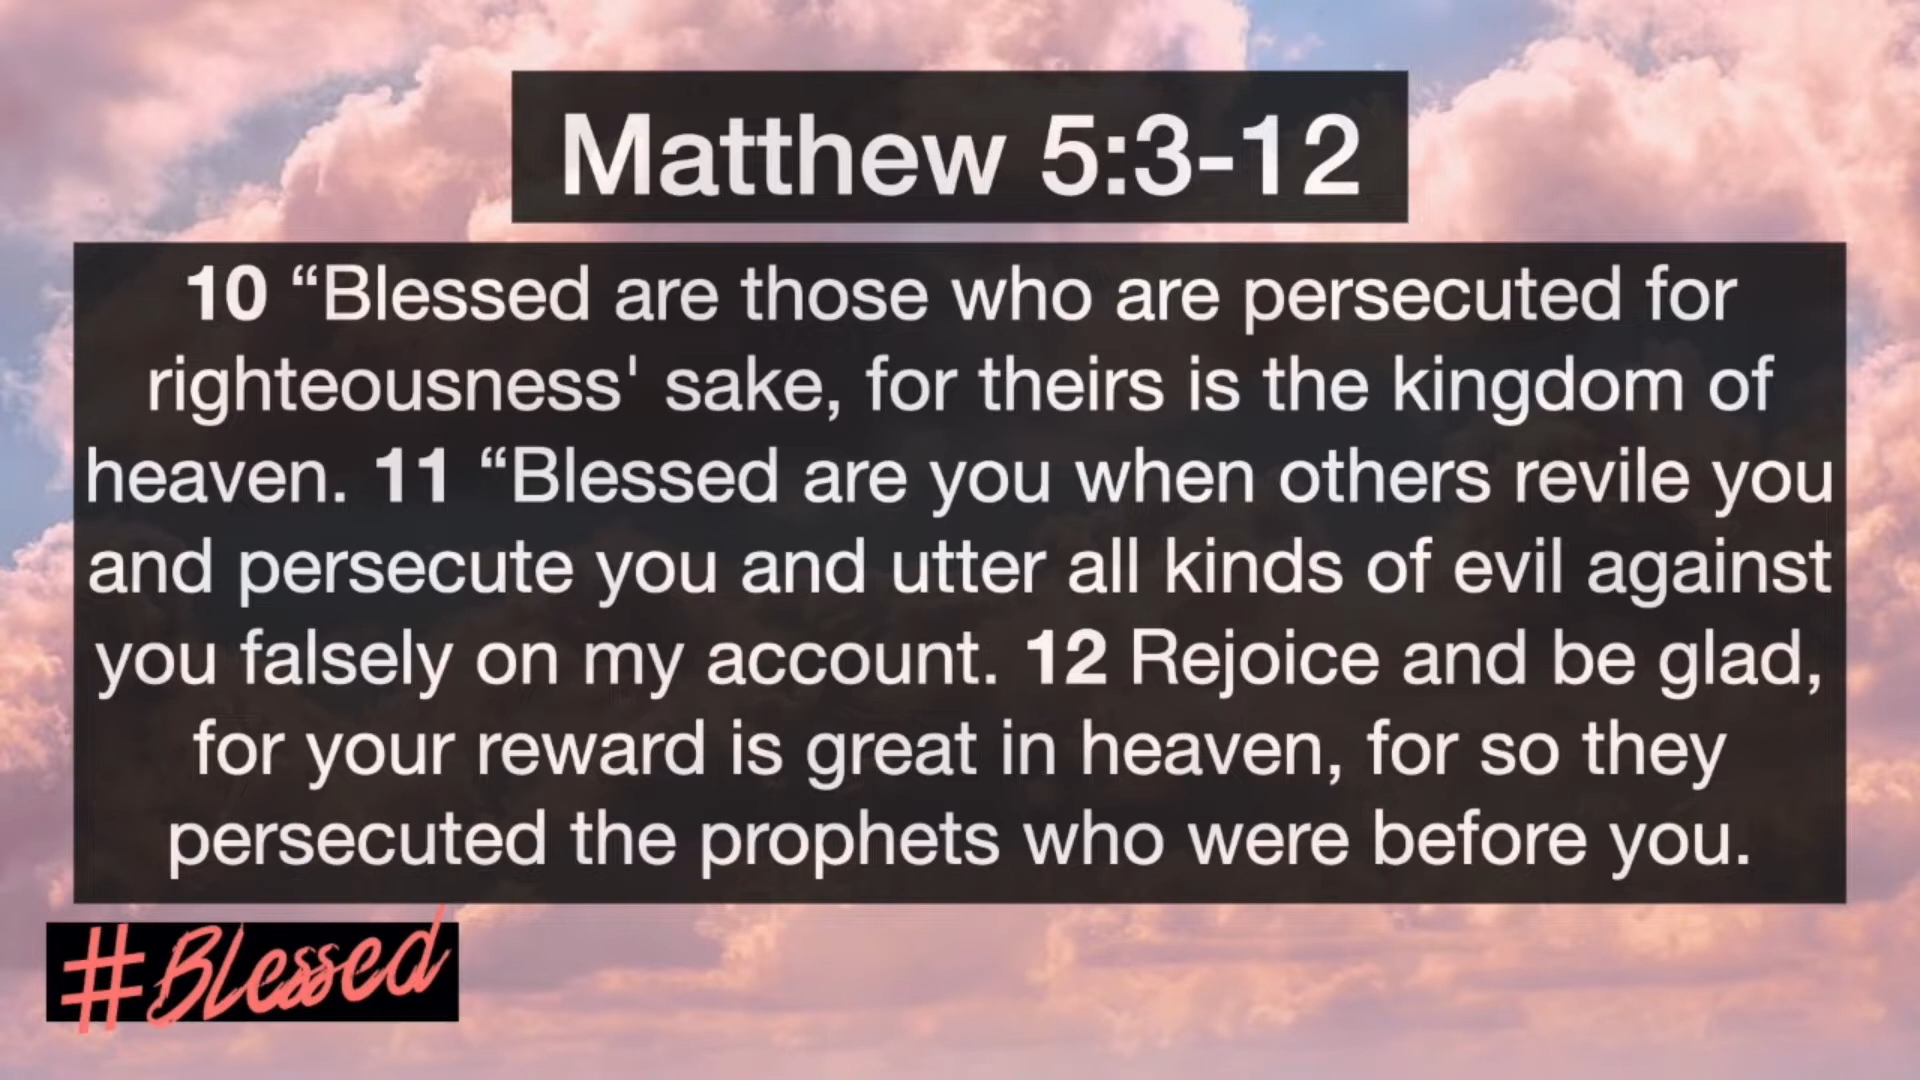 Matthew 5:3-12
10 “Blessed are those who are persecuted for
righteousness' sake, for theirs is the kingdom of
heaven. 11 “Blessed are you when others revile you
and persecute you and utter all kinds of evil against
you falsely on my account. 12 Rejoice and be glad,
for your reward is great in heaven, for so they
persecuted the prophets who were before you.
#Blessed